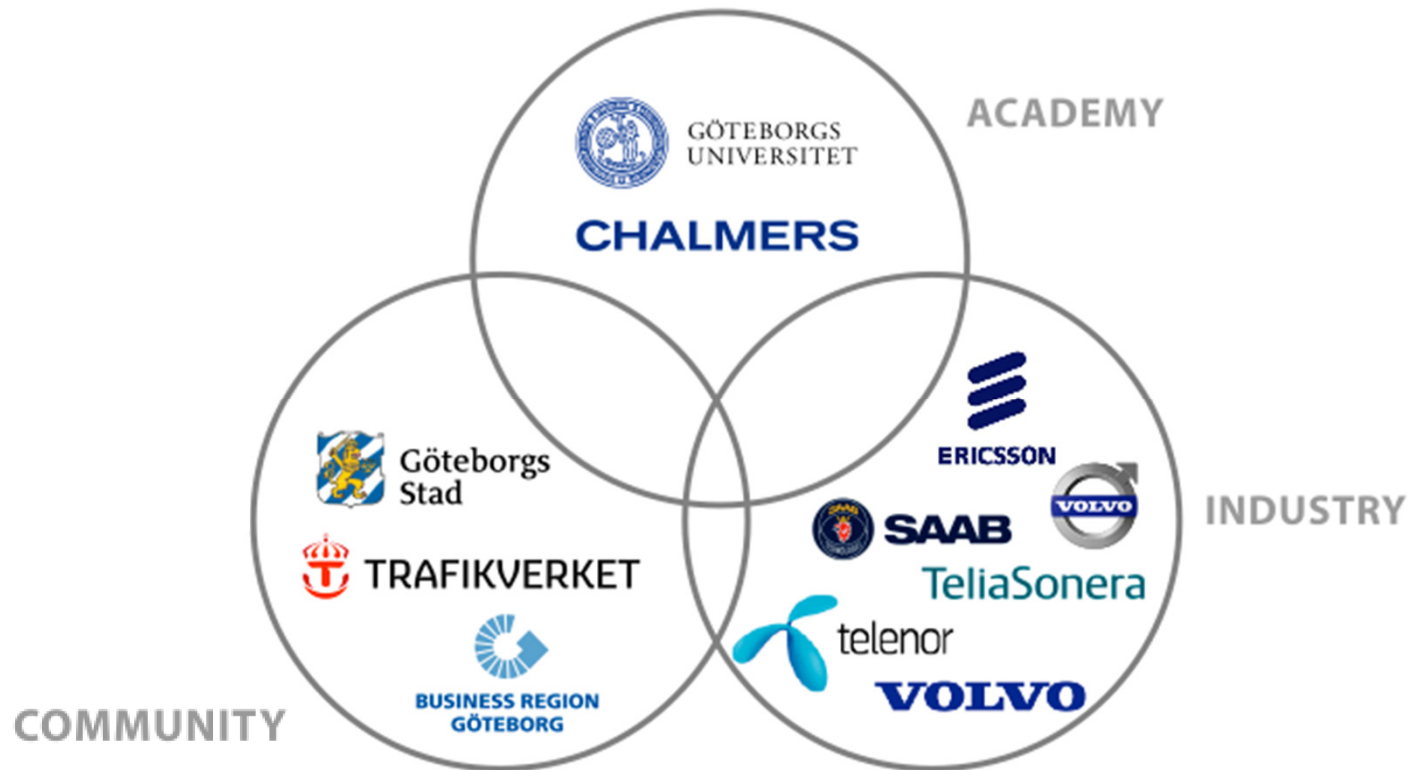 ACADEMY
GÖTEBORGS
UNIVERSITET
CHALMERS
ERICSSON
VOLVO
INDUSTRY
SAAB
TeliaSonera
telenor
VOLVO
Göteborgs
Stad
TRAFIKVERKET
BUSINESS REGION
GÖTEBORG
COMMUNITY